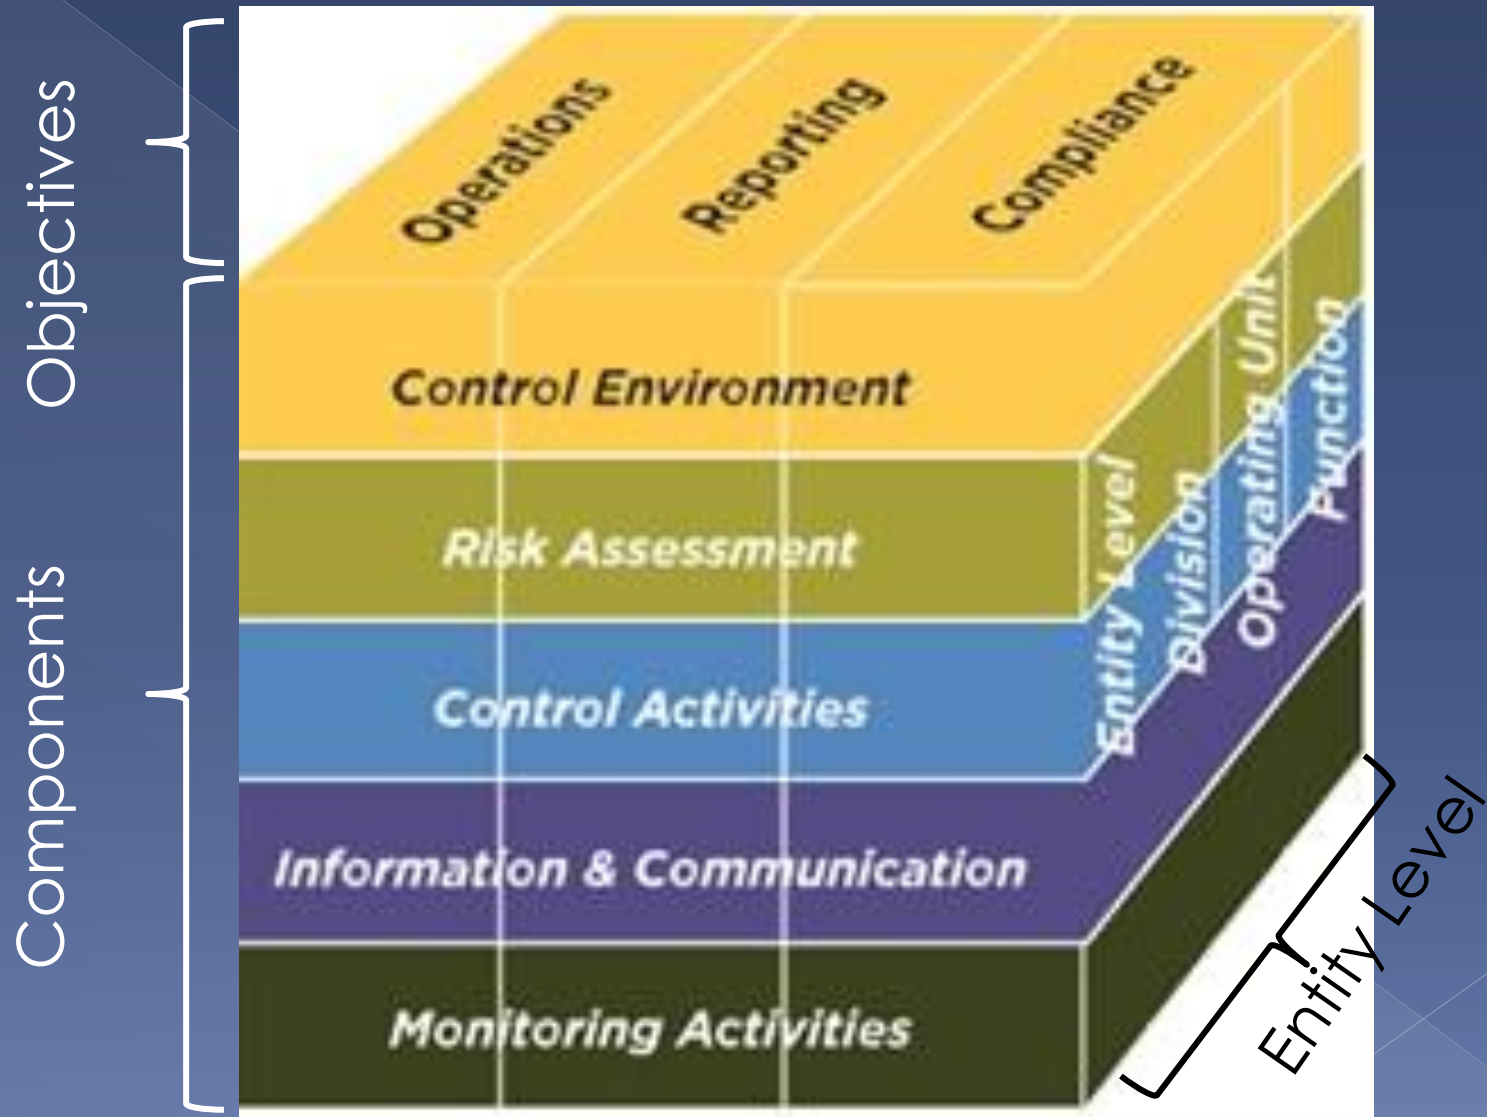 Objectives
Operations
Reporting
Compliance
Components
Control Environment
Risk Assessment
Control Activities
Information & Communication
Monitoring Activities
Entity Level
Division
Operating Unit
Function
Entity Level